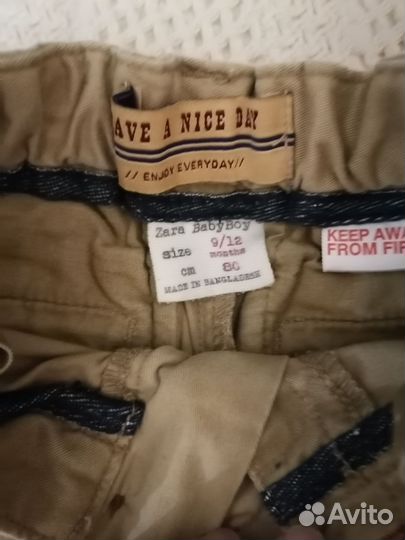 AVE A NICE DAY
// ENJOY EVERYDAY//
Zara BabyBoy
size 9/12 months
cm 80
MADE IN BANGLADESH
KEEP AWA
FROM FIR
Avito